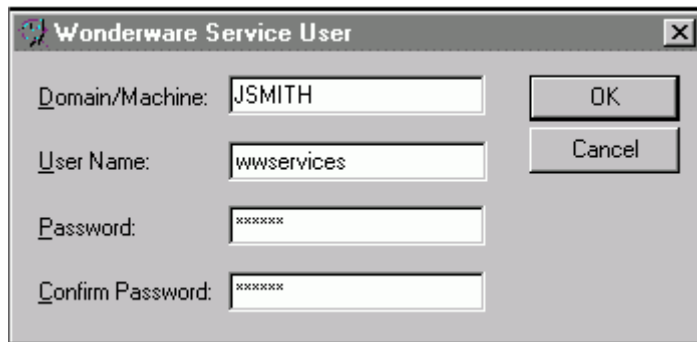 Wonderware Service User
Domain/Machine: JSMITH
OK
User Name: wwservices
Cancel
Password: ******
Confirm Password: ******